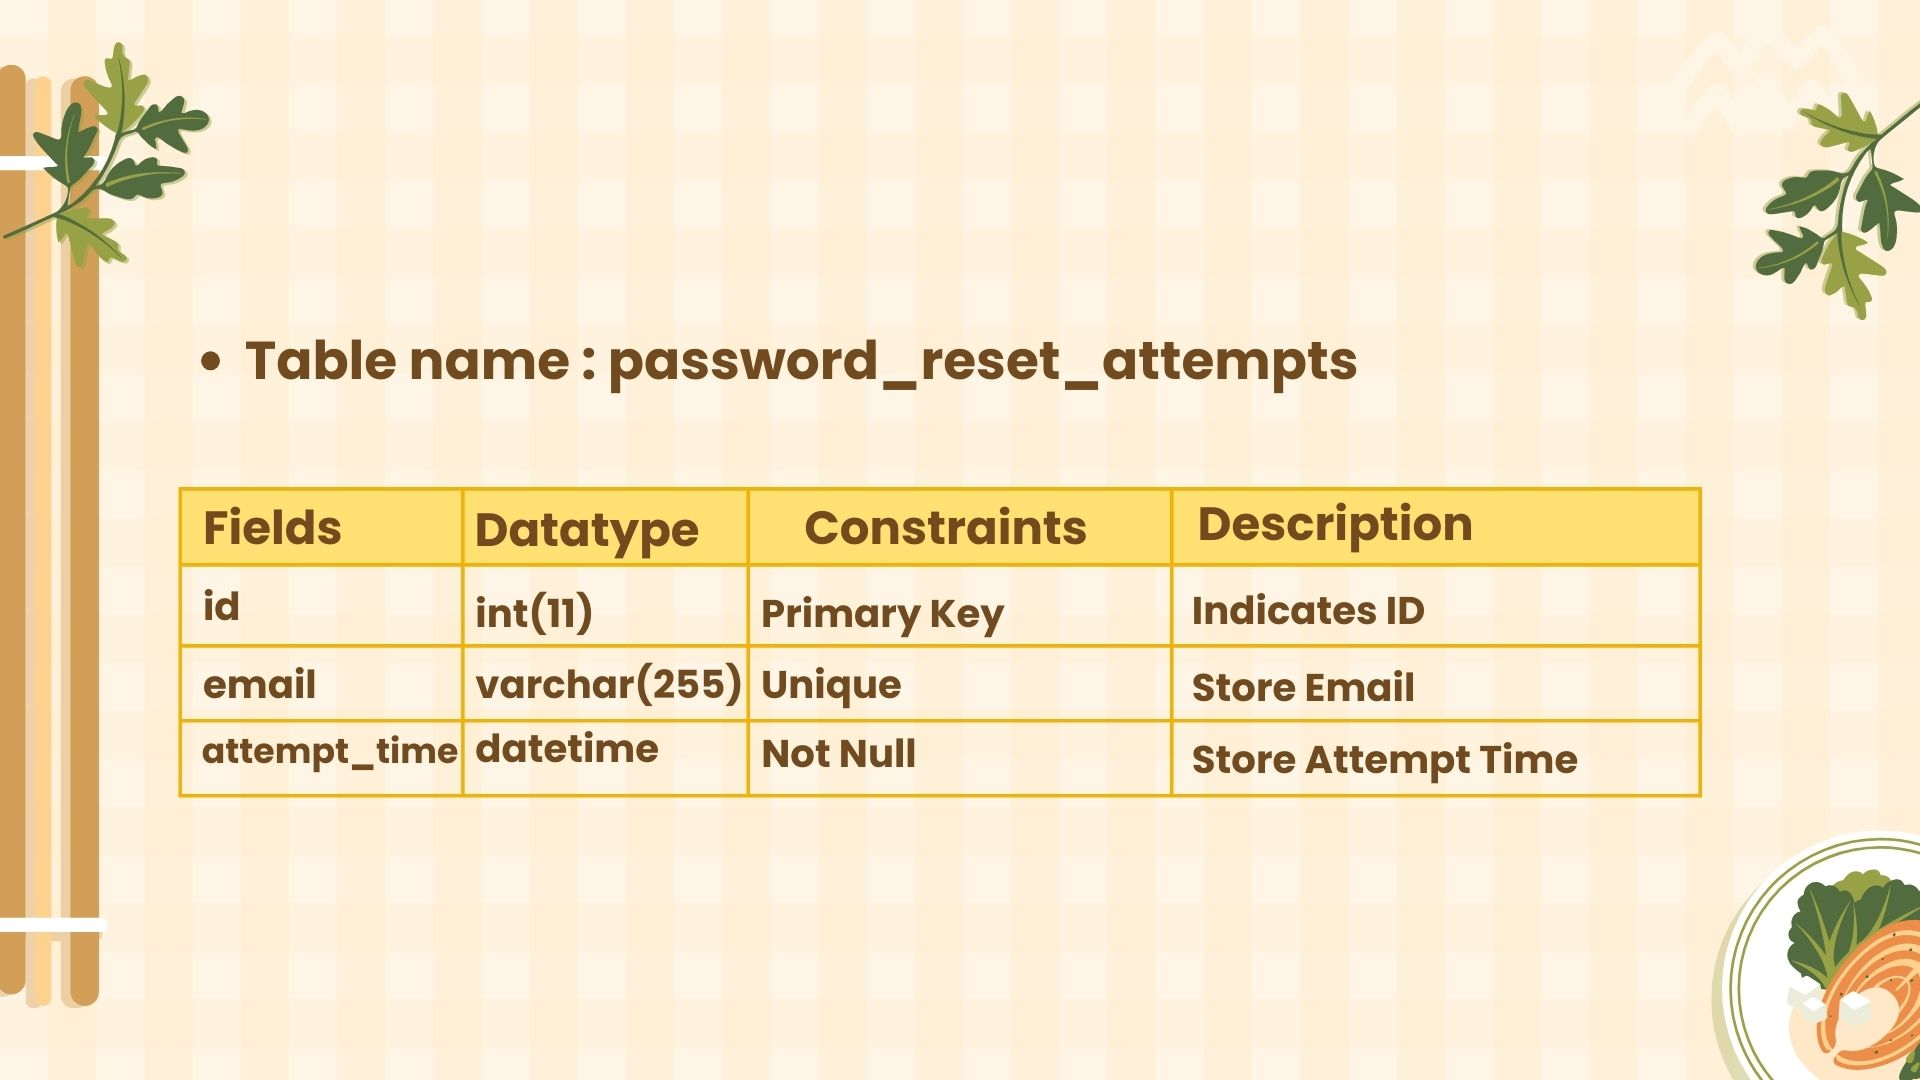 • Table name : password_reset_attempts
Fields Datatype Constraints Description
id int(11) Primary Key Indicates ID
email varchar(255) Unique Store Email
attempt_time datetime Not Null Store Attempt Time